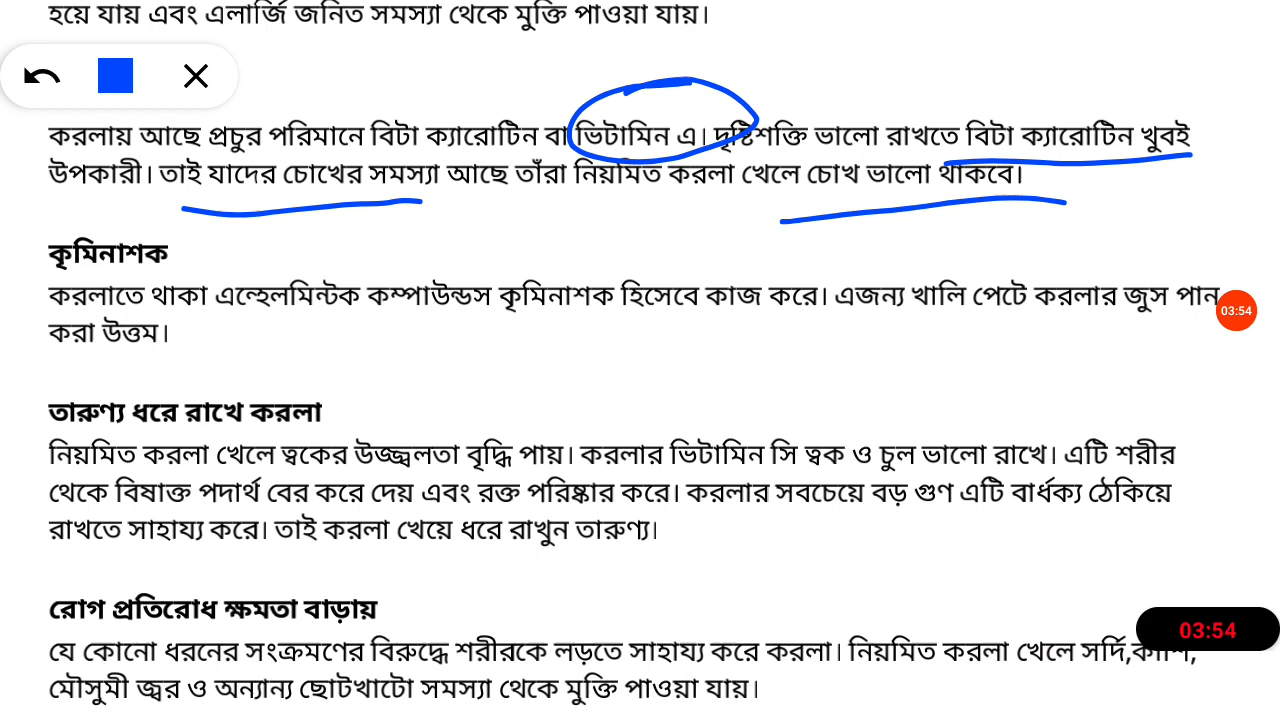 হয়ে যায় এবং এলার্জি জনিত সমস্যা থেকে মুক্তি পাওয়া যায়।
করলায় আছে প্রচুর পরিমানে বিটা ক্যারোটিন বা ভিটামিন এ। দৃষ্টিশক্তি ভালো রাখতে বিটা ক্যারোটিন খুবই
উপকারী। তাই যাদের চোখের সমস্যা আছে তাঁরা নিয়মিত করলা খেলে চোখ ভালো থাকবে।
কৃমিনাশক
করলাতে থাকা এন্হেলমিন্টক কম্পাউন্ডস কৃমিনাশক হিসেবে কাজ করে। এজন্য খালি পেটে করলার জুস পান
03:54
করা উত্তম।
তারুণ্য ধরে রাখে করলা
নিয়মিত করলা খেলে ত্বকের উজ্জ্বলতা বৃদ্ধি পায়। করলার ভিটামিন সি ত্বক ও চুল ভালো রাখে। এটি শরীর
থেকে বিষাক্ত পদার্থ বের করে দেয় এবং রক্ত পরিষ্কার করে। করলার সবচেয়ে বড় গুণ এটি বার্ধক্য ঠেকিয়ে
রাখতে সাহায্য করে। তাই করলা খেয়ে ধরে রাখুন তারুণ্য।
রোগ প্রতিরোধ ক্ষমতা বাড়ায়
03:54
যে কোনো ধরনের সংক্রমণের বিরুদ্ধে শরীরকে লড়তে সাহায্য করে করলা। নিয়মিত করলা খেলে সর্দি,কাশি,
মৌসুমী জ্বর ও অন্যান্য ছোটখাটো সমস্যা থেকে মুক্তি পাওয়া যায়।